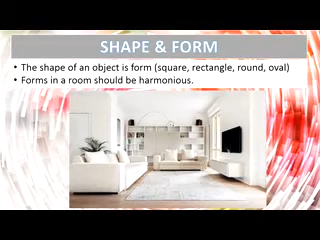 SHAPE & FORM
• The shape of an object is form (square, rectangle, round, oval)
• Forms in a room should be harmonious.